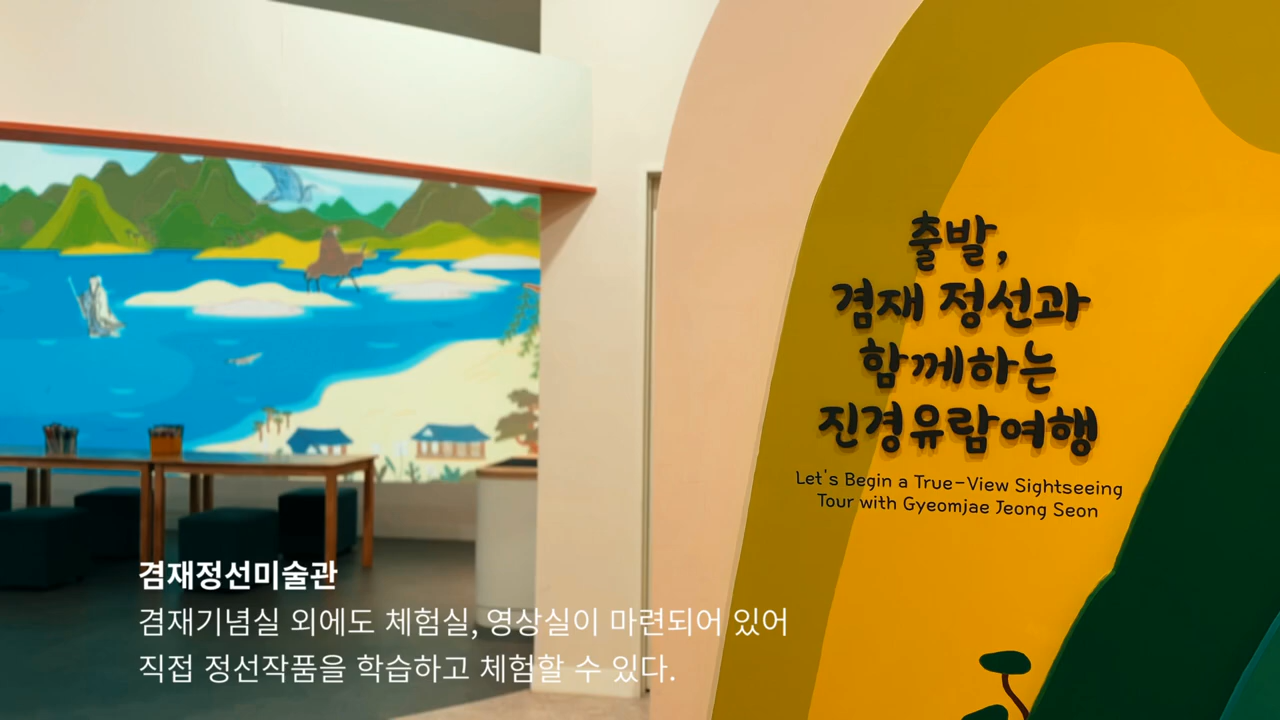 출발,
겸재 정선과
함께하는
진경유람여행
Let's Begin a True-View Sightseeing
Tour with Gyeomjae Jeong Seon
겸재정선미술관
겸재기념실 외에도 체험실, 영상실이 마련되어 있어
직접 정선작품을 학습하고 체험할 수 있다.